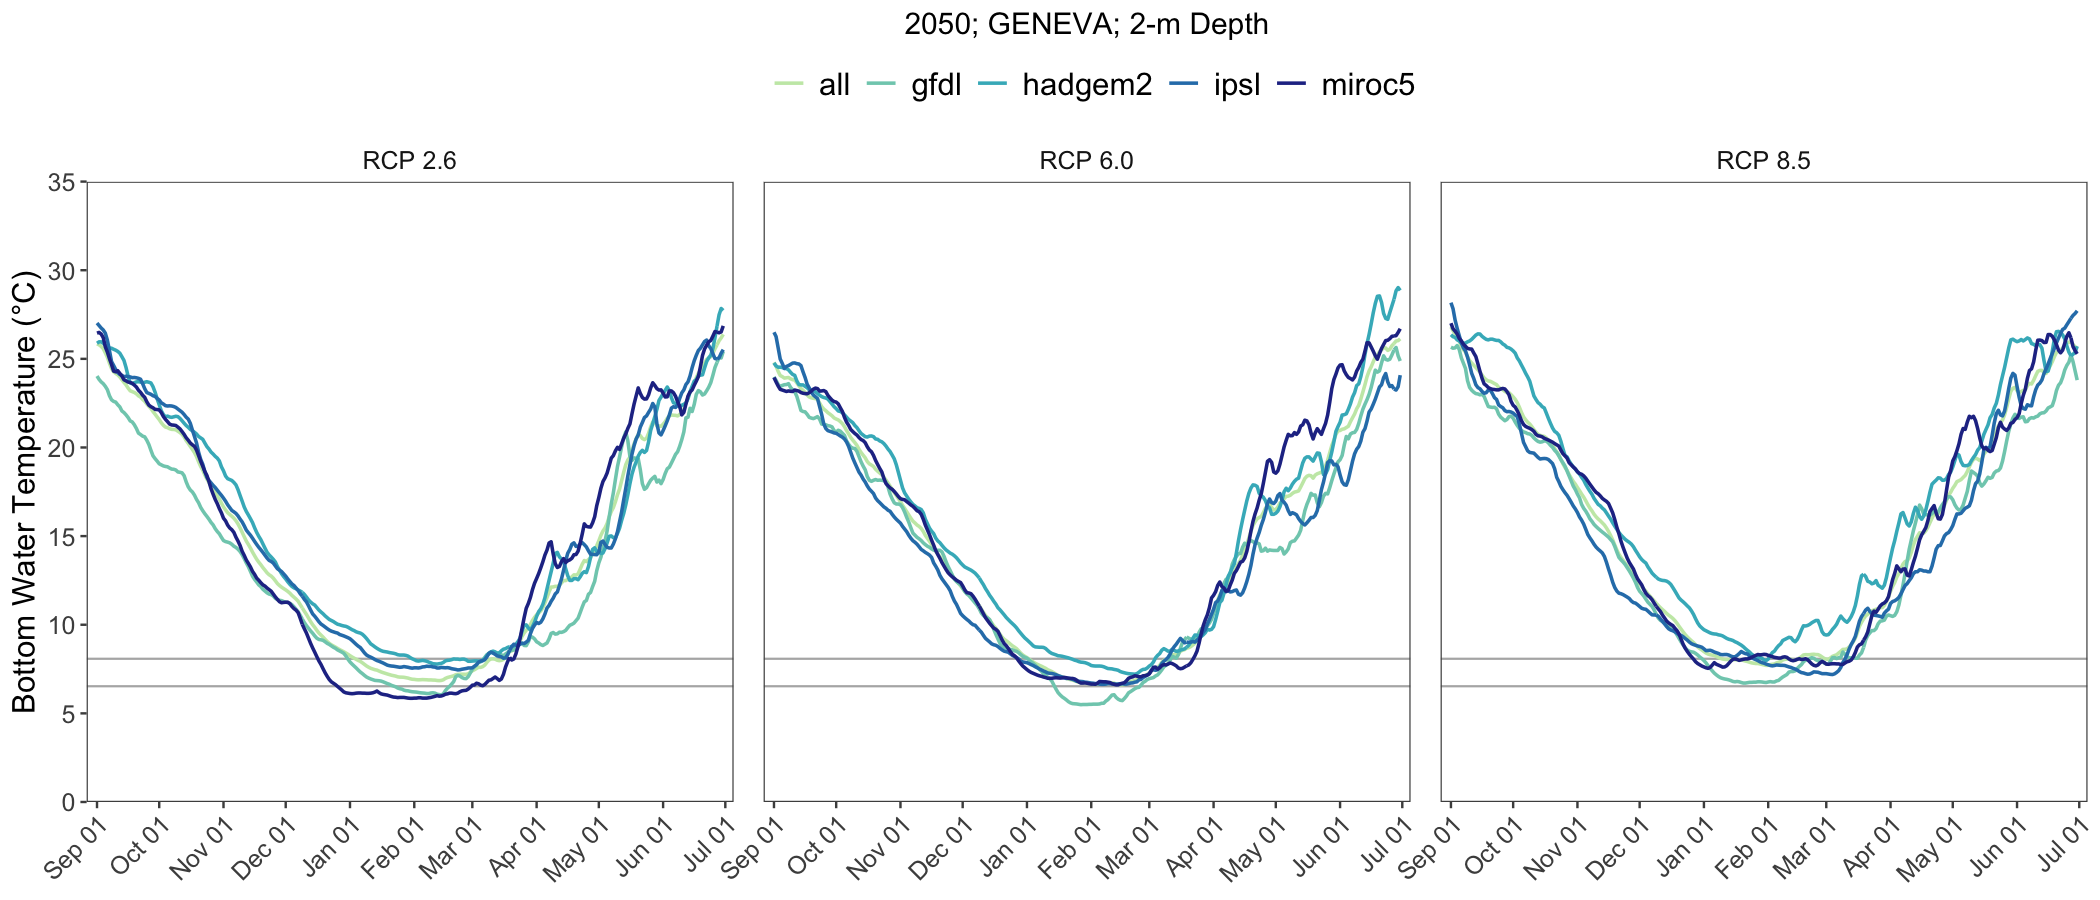 2050; GENEVA; 2-m Depth
all gfdl hadgem2 ipsl miroc5
RCP 2.6 RCP 6.0 RCP 8.5
Bottom Water Temperature (°C)
35
30
25
20
15
10
5
0
Sep 01 Oct 01 Nov 01 Dec 01 Jan 01 Feb 01 Mar 01 Apr 01 May 01 Jun 01 Jul 01 Sep 01 Oct 01 Nov 01 Dec 01 Jan 01 Feb 01 Mar 01 Apr 01 May 01 Jun 01 Jul 01 Sep 01 Oct 01 Nov 01 Dec 01 Jan 01 Feb 01 Mar 01 Apr 01 May 01 Jun 01 Jul 01